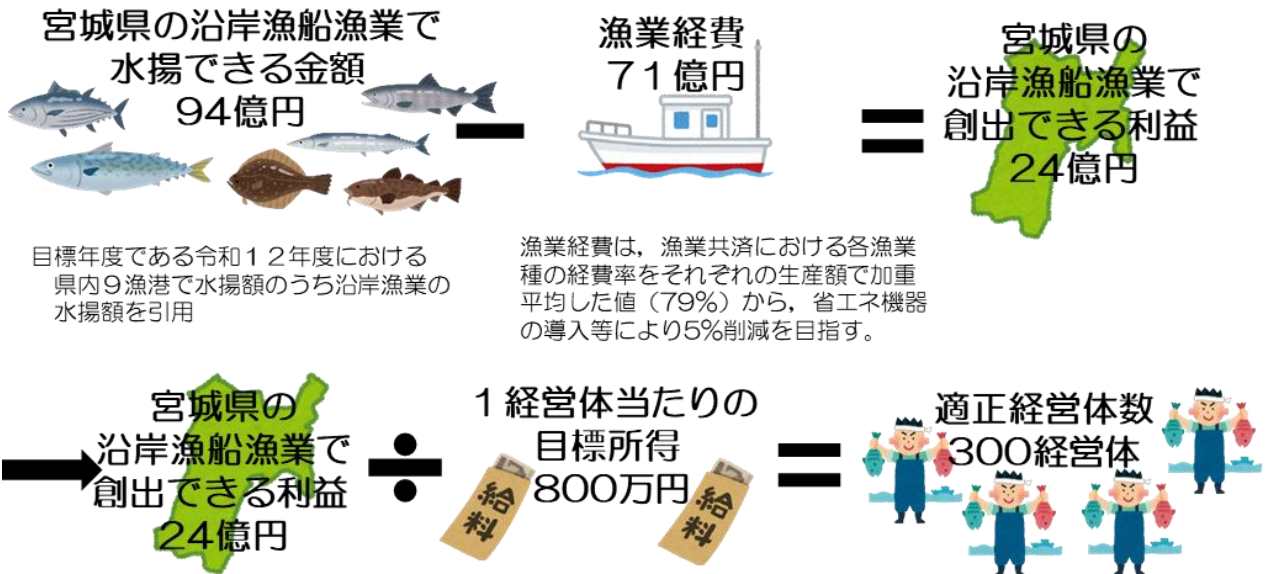 宮城県の沿岸漁船漁業で
水揚できる金額
94億円
漁業経費
71億円
宮城県の
沿岸漁船漁業で
創出できる利益
24億円
目標年度である令和12年度における
県内9漁港で水揚額のうち沿岸漁業の
水揚額を引用
漁業経費は，漁業共済における各漁業
種の経費率をそれぞれの生産額で加重
平均した値（79%）から，省エネ機器
の導入等により5%削減を目指す。
宮城県の
沿岸漁船漁業で
創出できる利益
24億円
÷
1経営体当たりの
目標所得
800万円
給料
給料
＝
適正経営体数
300経営体